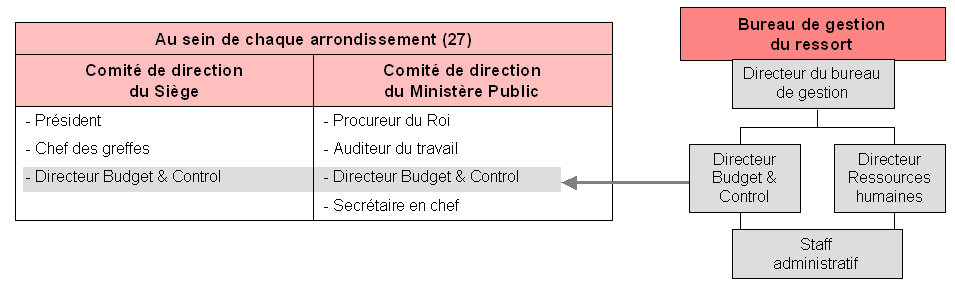 Au sein de chaque arrondissement (27)
Comité de direction
du Siège
Comité de direction
du Ministère Public
- Président
- Chef des greffes
- Directeur Budget & Control
- Procureur du Roi
- Auditeur du travail
- Directeur Budget & Control
- Secrétaire en chef
Bureau de gestion
du ressort
Directeur du bureau
de gestion
Directeur
Budget &
Control
Directeur
Ressources
humaines
Staff
administratif